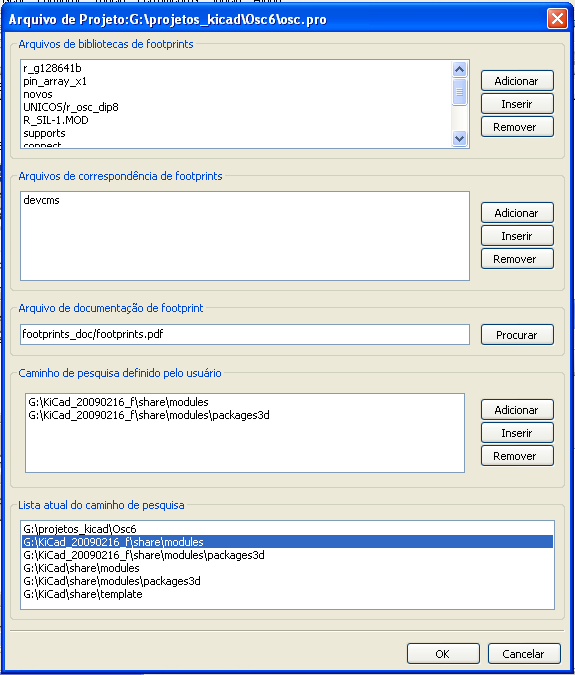 Arquivo de Projeto:G:\projetos_kicad\Osc6\osc.pro
Arquivos de bibliotecas de footprints
r_g128641b
pin_array_x1
novos
UNICOS/r_osc_dip8
R_SIL-1.MOD
supports
connect
Adicionar
Inserir
Remover
Arquivos de correspondência de footprints
devcms
Adicionar
Inserir
Remover
Arquivo de documentação de footprint
footprints_doc/footprints.pdf
Procurar
Caminho de pesquisa definido pelo usuário
G:\KiCad_20090216_f\share\modules
G:\KiCad_20090216_f\share\modules\packages3d
Adicionar
Inserir
Remover
Lista atual do caminho de pesquisa
G:\projetos_kicad\Osc6
G:\KiCad_20090216_f\share\modules
G:\KiCad_20090216_f\share\modules\packages3d
G:\KiCad\share\modules
G:\KiCad\share\modules\packages3d
G:\KiCad\share\template
OK
Cancelar